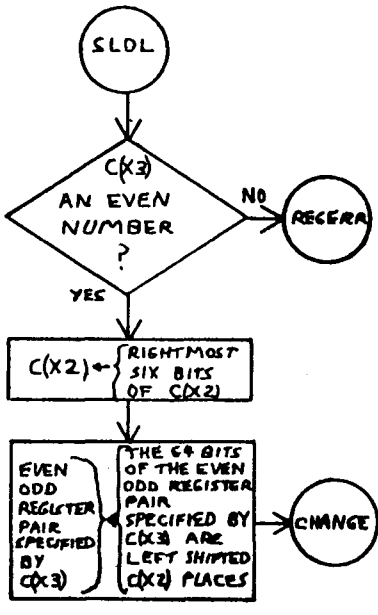 SLDL
C(X3)
AN EVEN
NUMBER
?
NO
REGERR
YES
C(X2) ← { RIGHTMOST
SIX BITS
OF C(X2)
EVEN
ODD
REGISTER
PAIR
SPECIFIED
BY
C(X3)
THE 64 BITS
OF THE EVEN
ODD REGISTER
PAIR
SPECIFIED BY
C(X3) ARE
LEFT SHIFTED
C(X2) PLACES
CHANGE